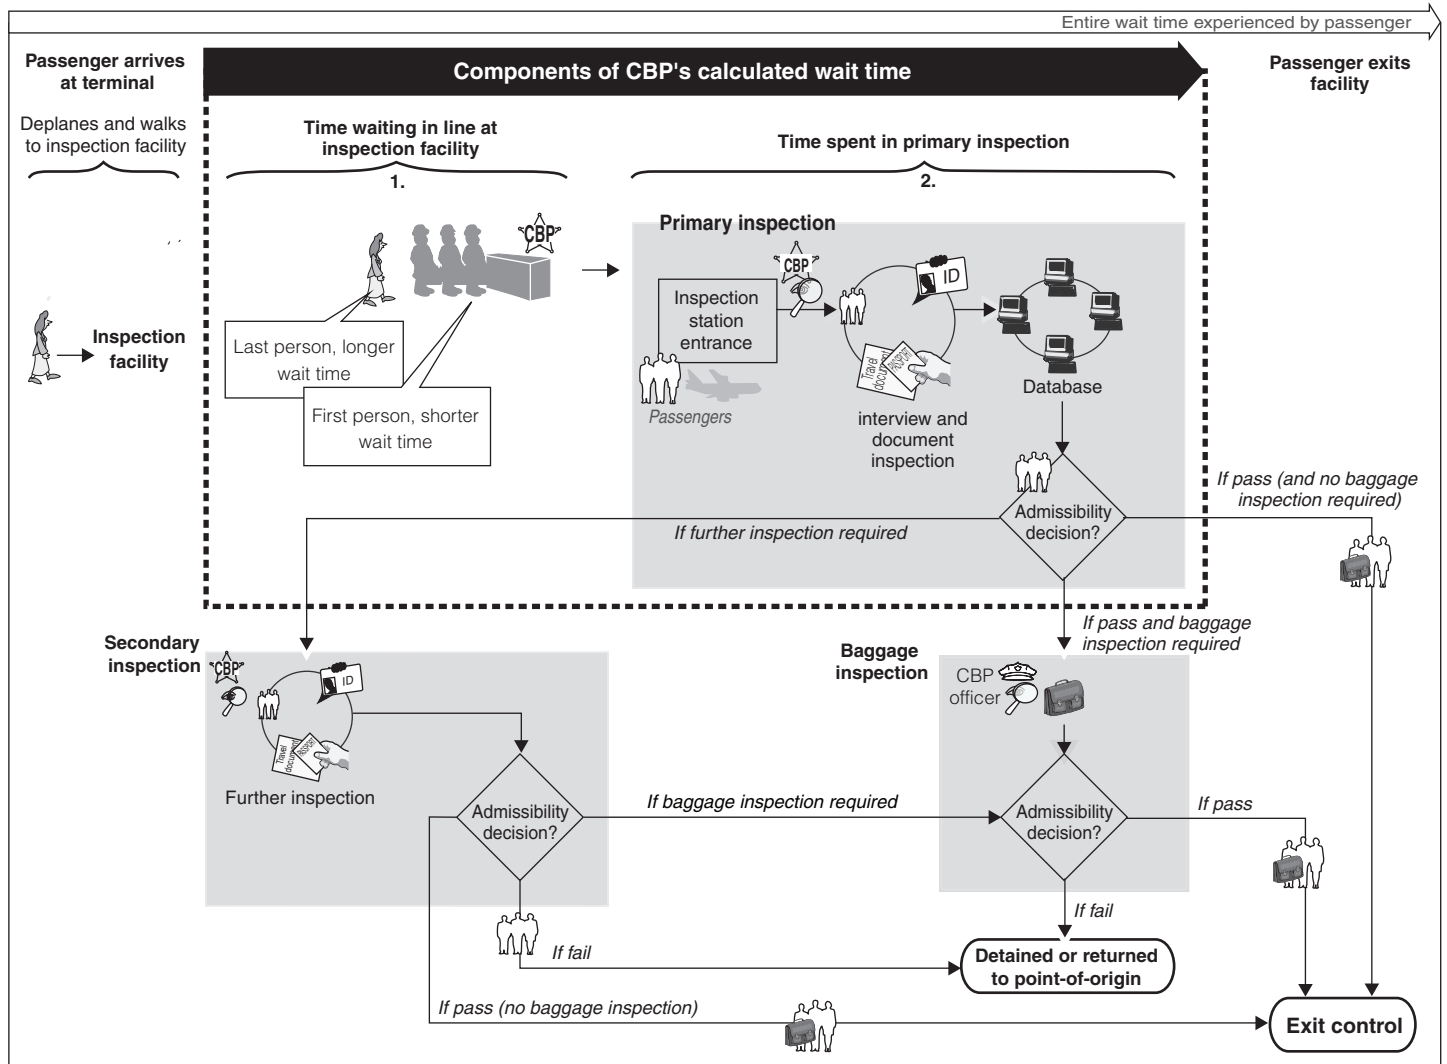 Entire wait time experienced by passenger
Passenger arrives
at terminal
Components of CBP's calculated wait time
Passenger exits
facility
Deplanes and walks
to inspection facility
Time waiting in line at
inspection facility
1.
Time spent in primary inspection
2.
CBP
Primary inspection
CBP
ID
Inspection
station
entrance
Inspection
facility
Last person, longer
wait time
First person, shorter
wait time
Passengers
Travel
document
PASSPORT
interview and
document
inspection
Database
Admissibility
decision?
If pass (and no baggage
inspection required)
If further inspection required
Secondary
inspection
CBP
ID
Travel
document
PASSPORT
Further inspection
If pass and baggage
inspection required
Baggage
inspection
CBP
officer
Admissibility
decision?
If baggage inspection required
Admissibility
decision?
If pass
If fail
If fail
Detained or returned
to point-of-origin
If pass (no baggage inspection)
Exit control